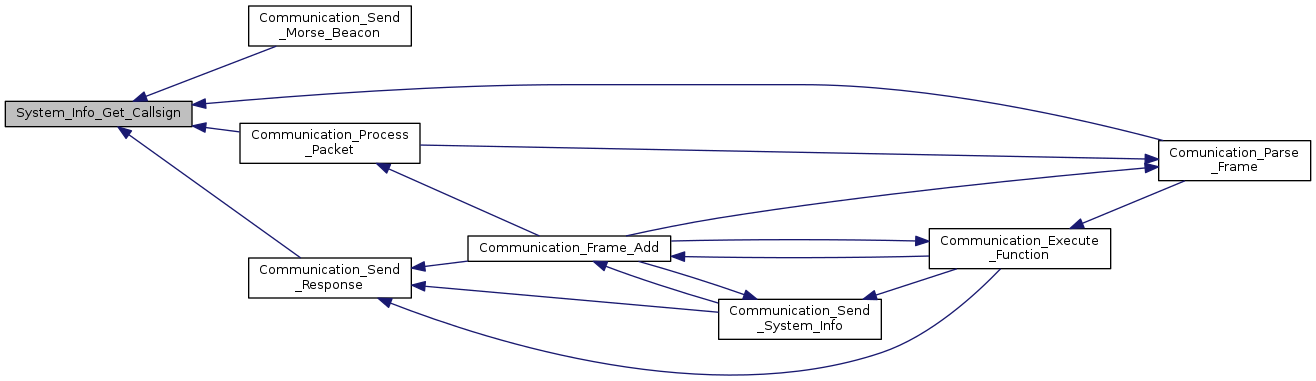 Communication_Send
_Morse_Beacon
System_Info_Get_Callsign
Communication_Process
_Packet
Comunication_Parse
_Frame
Communication_Frame_Add
Communication_Execute
_Function
Communication_Send
_Response
Communication_Send
_System_Info